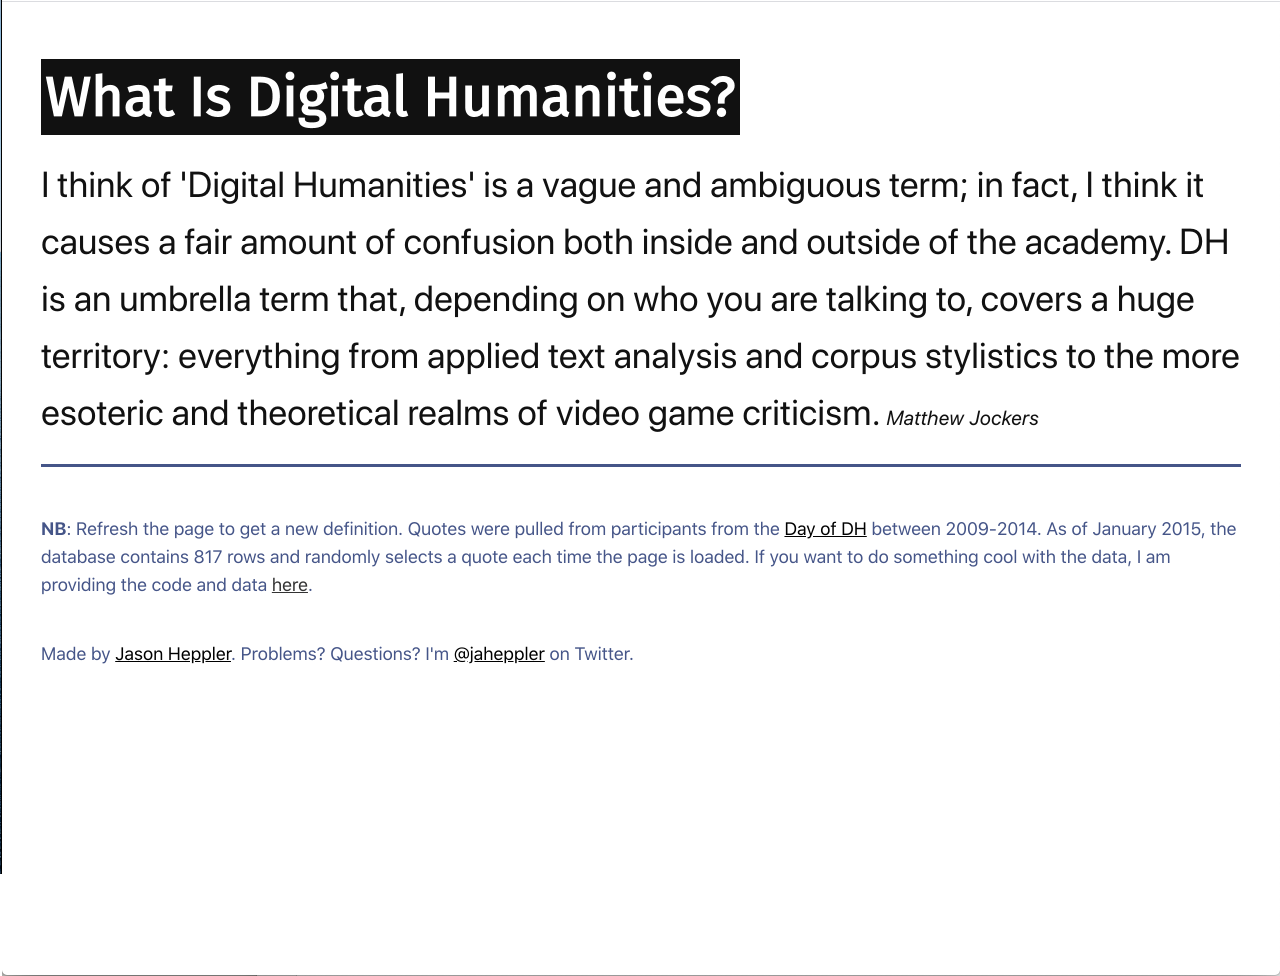 What Is Digital Humanities?
I think of 'Digital Humanities' is a vague and ambiguous term; in fact, I think it
causes a fair amount of confusion both inside and outside of the academy. DH
is an umbrella term that, depending on who you are talking to, covers a huge
territory: everything from applied text analysis and corpus stylistics to the more
esoteric and theoretical realms of video game criticism. Matthew Jockers
NB: Refresh the page to get a new definition. Quotes were pulled from participants from the Day of DH between 2009-2014. As of January 2015, the
database contains 817 rows and randomly selects a quote each time the page is loaded. If you want to do something cool with the data, I am
providing the code and data here.
Made by Jason Heppler. Problems? Questions? I'm @jaheppler on Twitter.